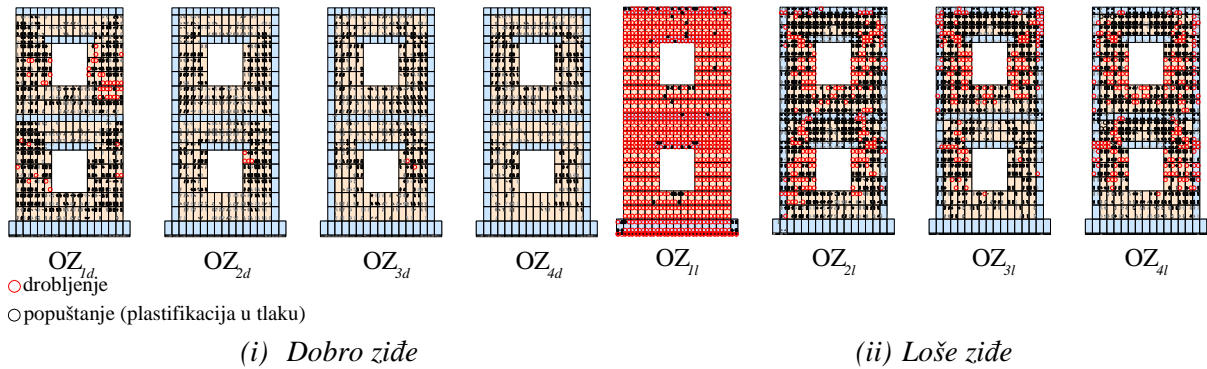 OZ1d OZ2d OZ3d OZ4d OZ1l OZ2l OZ3l OZ4l
drobljenje
popuštanje (plastifikacija u tlaku)
(i) Dobro ziđe (ii) Loše ziđe